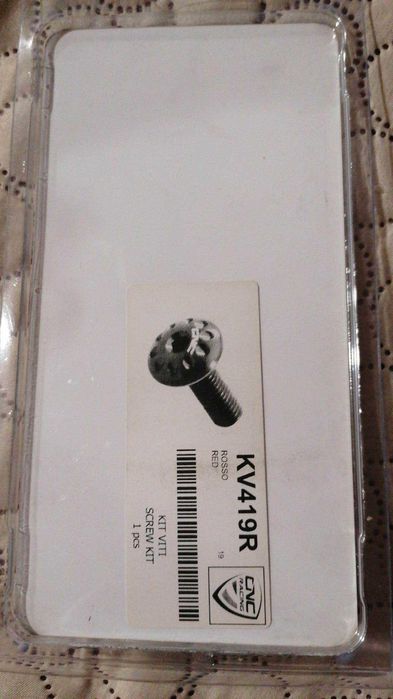 KV419R
ROSSO
RED
19
KIT VITI
SCREW KIT
1 pcs
CNC
RACING